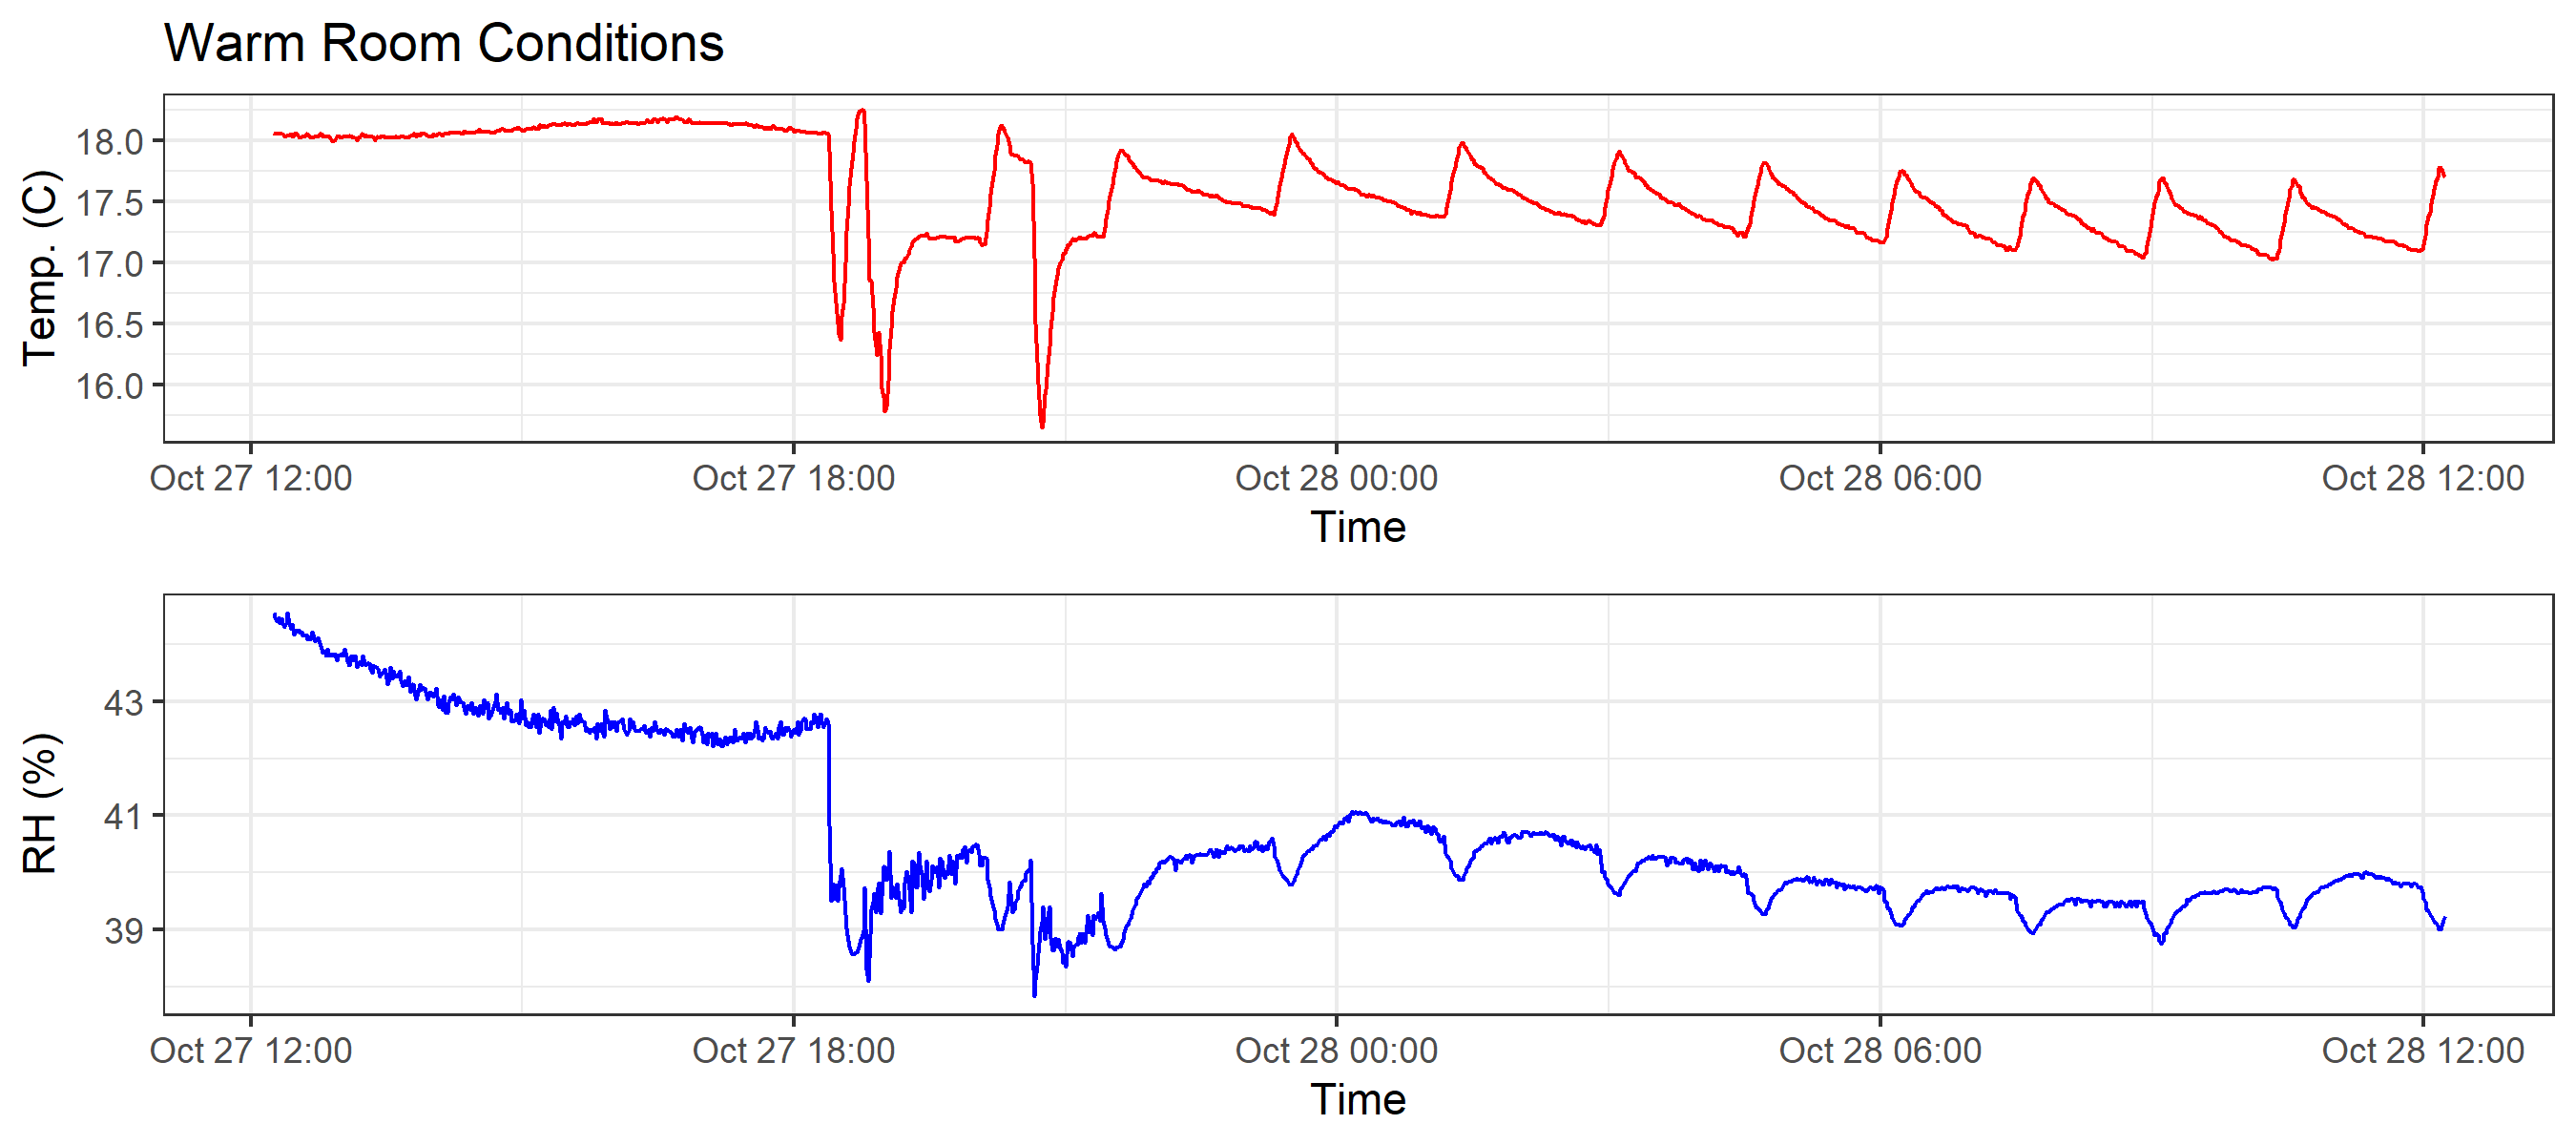 Warm Room Conditions
Temp. (C)
18.0
17.5
17.0
16.5
16.0
Oct 27 12:00 Oct 27 18:00 Oct 28 00:00 Oct 28 06:00 Oct 28 12:00
Time
RH (%)
43
41
39
Oct 27 12:00 Oct 27 18:00 Oct 28 00:00 Oct 28 06:00 Oct 28 12:00
Time